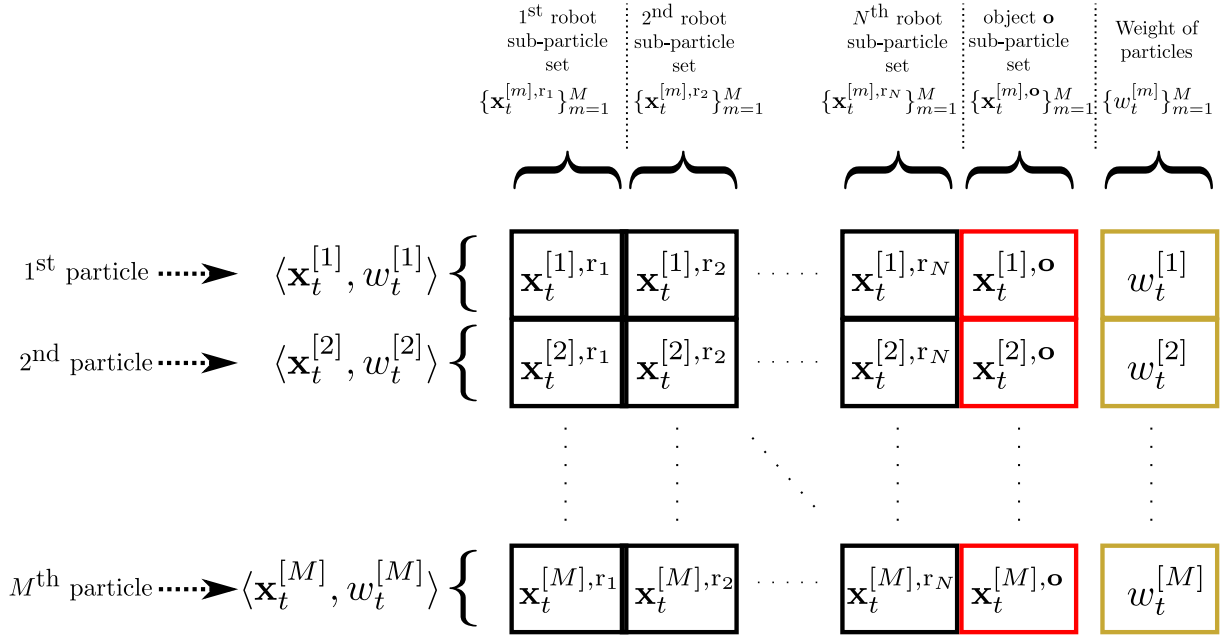 1st robot sub-particle set
2nd robot sub-particle set
Nth robot sub-particle set
object o sub-particle set
Weight of particles
{x_t^{[m],r_1}}_{m=1}^M
{x_t^{[m],r_2}}_{m=1}^M
{x_t^{[m],r_N}}_{m=1}^M
{x_t^{[m],o}}_{m=1}^M
{w_t^{[m]}}_{m=1}^M
1st particle ⟨x_t^{[1]}, w_t^{[1]}⟩ { x_t^{[1],r_1} x_t^{[1],r_2} ..... x_t^{[1],r_N} x_t^{[1],o} w_t^{[1]}
2nd particle ⟨x_t^{[2]}, w_t^{[2]}⟩ { x_t^{[2],r_1} x_t^{[2],r_2} ..... x_t^{[2],r_N} x_t^{[2],o} w_t^{[2]}
Mth particle ⟨x_t^{[M]}, w_t^{[M]}⟩ { x_t^{[M],r_1} x_t^{[M],r_2} ..... x_t^{[M],r_N} x_t^{[M],o} w_t^{[M]}